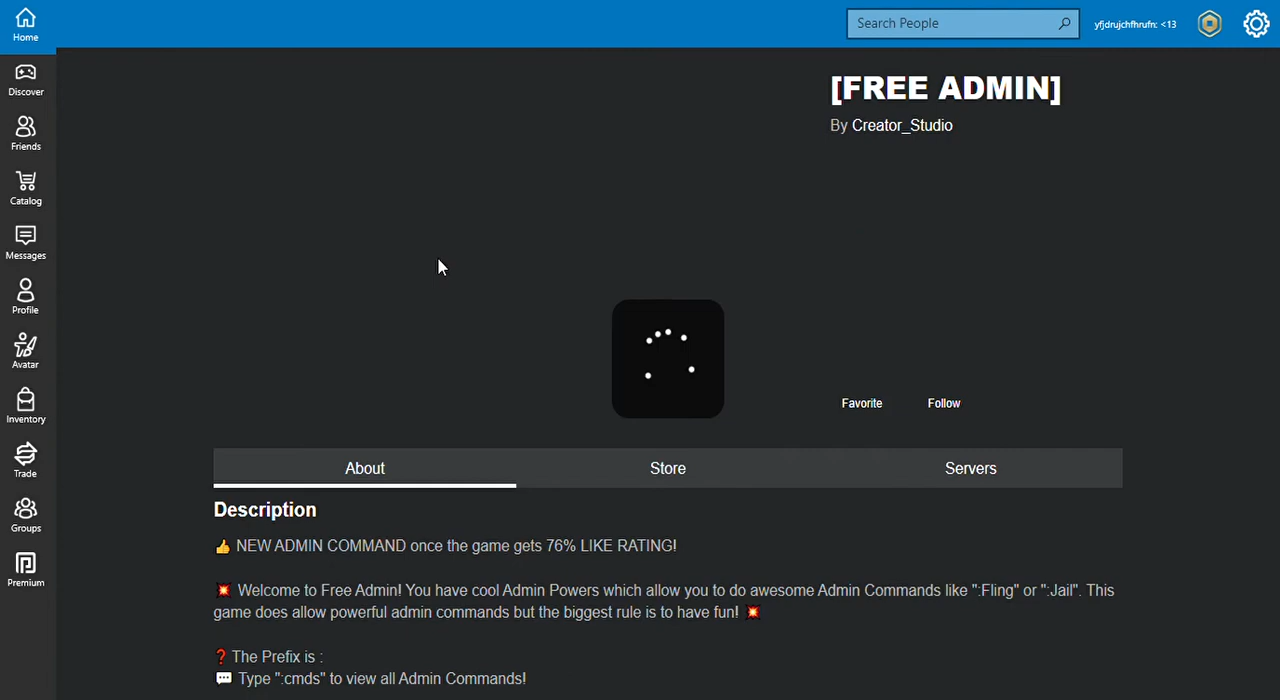 Home
Search People
yfjdrujchfhrufn: <13
Discover
Friends
Catalog
Messages
Profile
Avatar
Inventory
Trade
Groups
Premium
[FREE ADMIN]
By Creator_Studio
Favorite
Follow
About
Store
Servers
Description
👍 NEW ADMIN COMMAND once the game gets 76% LIKE RATING!
💥 Welcome to Free Admin! You have cool Admin Powers which allow you to do awesome Admin Commands like ":Fling" or ":Jail". This
game does allow powerful admin commands but the biggest rule is to have fun! 💥
❓ The Prefix is :
💬 Type ":cmds" to view all Admin Commands!